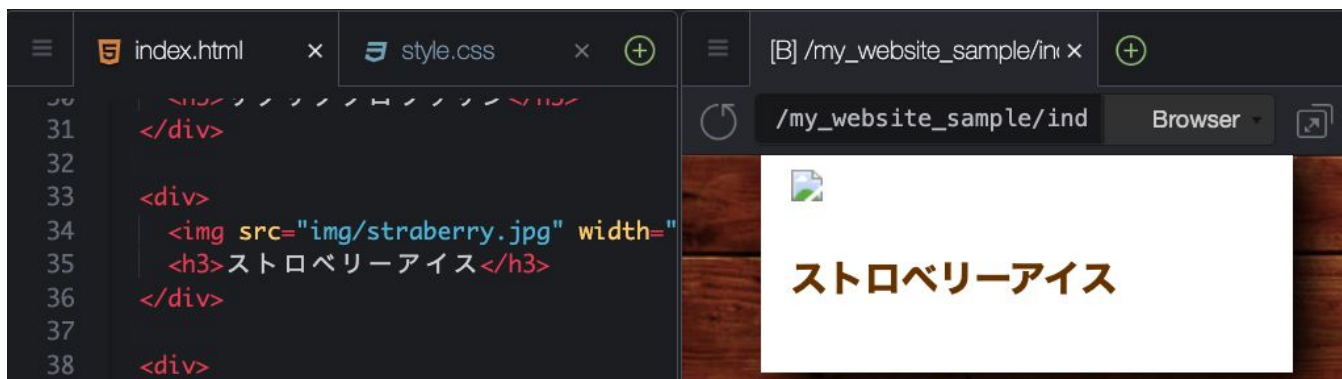 index.html ×
style.css ×
[B] /my_website_sample/in ×
/my_website_sample/ind Browser
31 </div>
32
33 <div>
34 <img src="img/straberry.jpg" width="
35 <h3>ストロベリーアイス</h3>
36 </div>
37
38 <div>
ストロベリーアイス